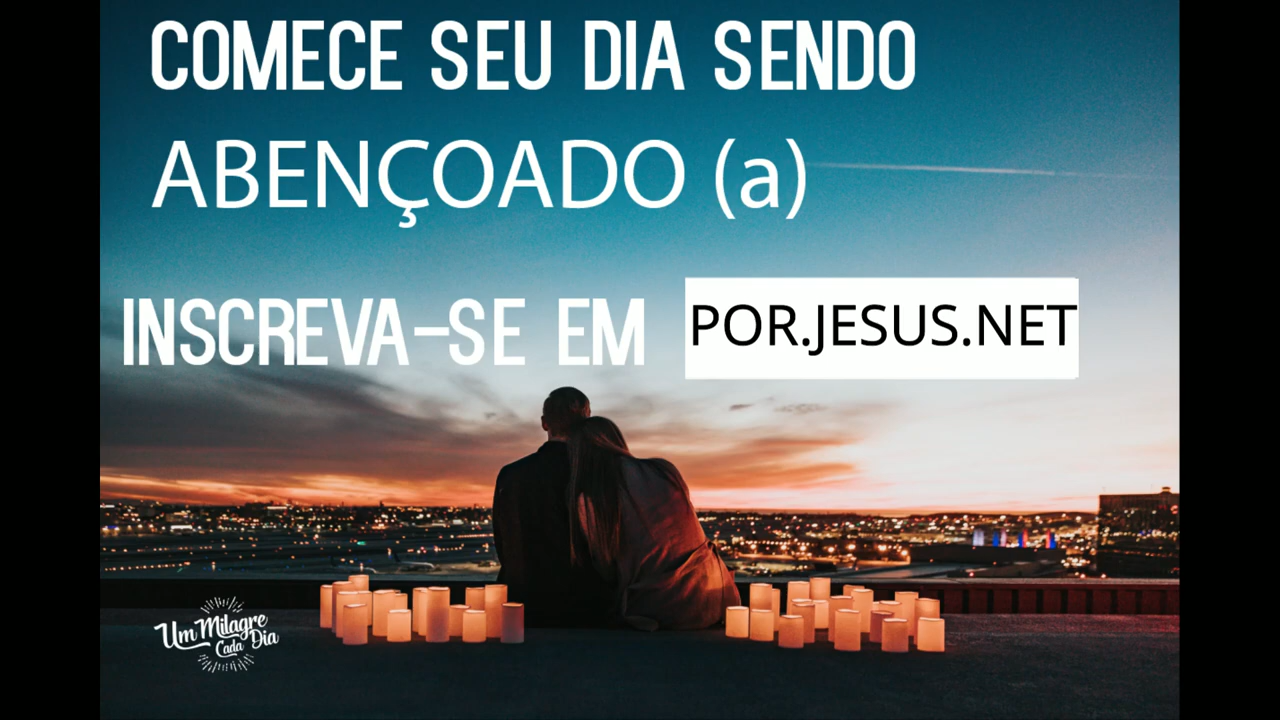 COMECE SEU DIA SENDO
ABENÇOADO (a)
INSCREVA-SE EM POR.JESUS.NET
Um Milagre
Cada Dia